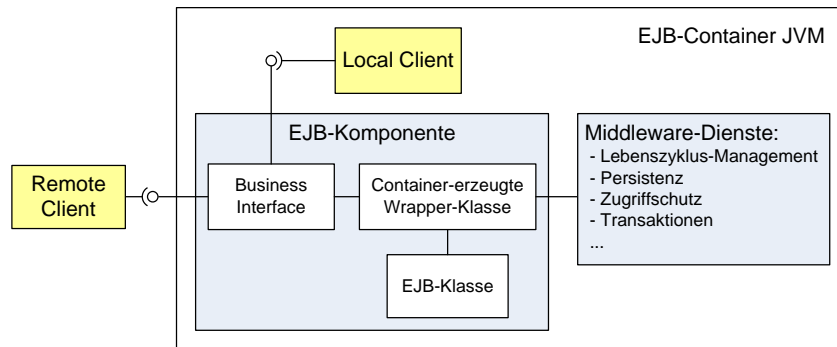 EJB-Container JVM
Local Client
EJB-Komponente
Middleware-Dienste:
- Lebenszyklus-Management
- Persistenz
- Zugriffschutz
- Transaktionen
...
Remote
Client
Business
Interface
Container-erzeugte
Wrapper-Klasse
EJB-Klasse